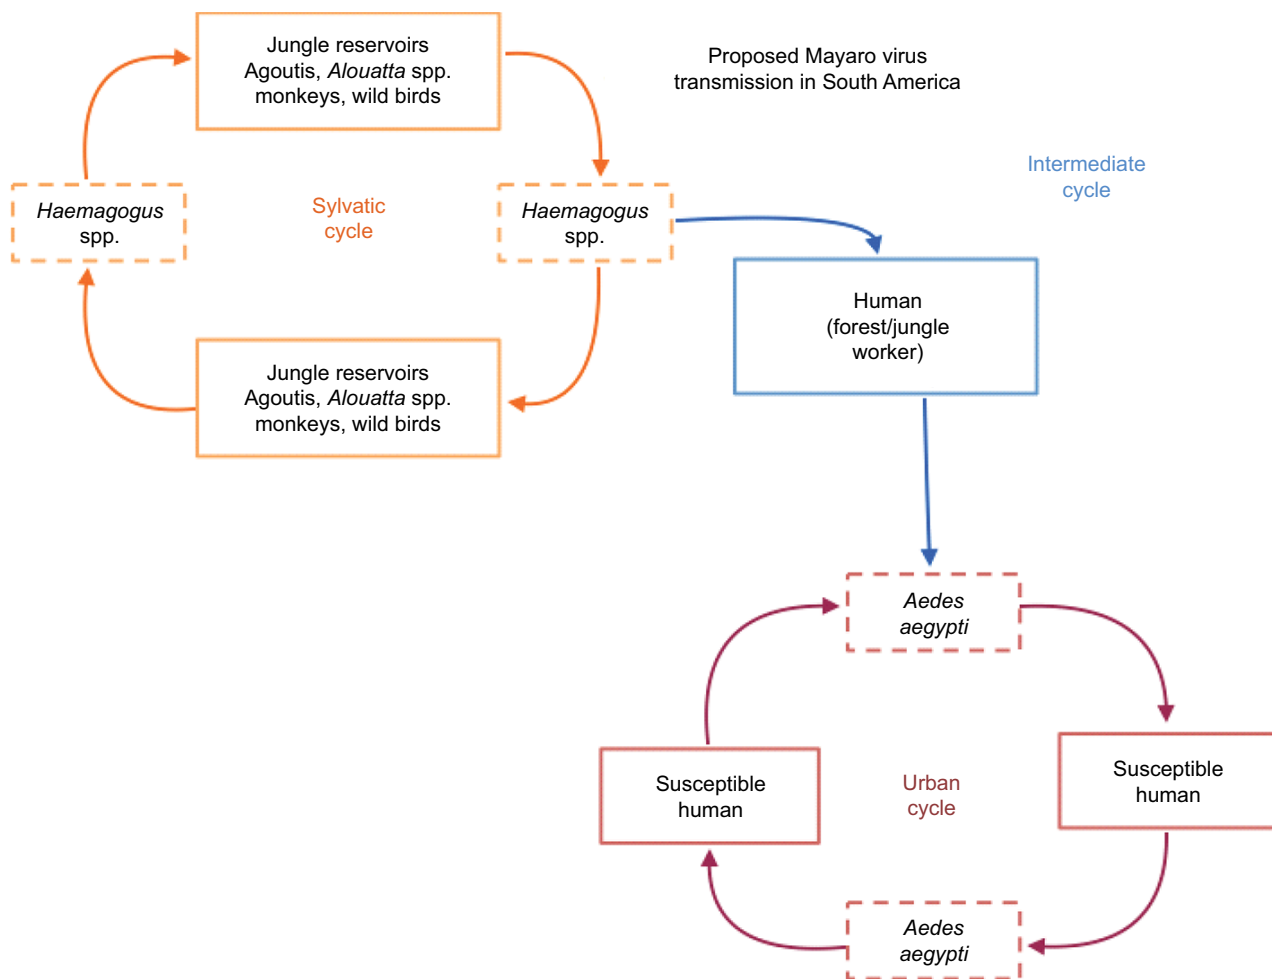 Jungle reservoirs
Agoutis, Alouatta spp.
monkeys, wild birds
Proposed Mayaro virus
transmission in South America
Intermediate
cycle
Haemagogus
spp.
Sylvatic
cycle
Haemagogus
spp.
Human
(forest/jungle
worker)
Jungle reservoirs
Agoutis, Alouatta spp.
monkeys, wild birds
Aedes
aegypti
Susceptible
human
Urban
cycle
Susceptible
human
Aedes
aegypti